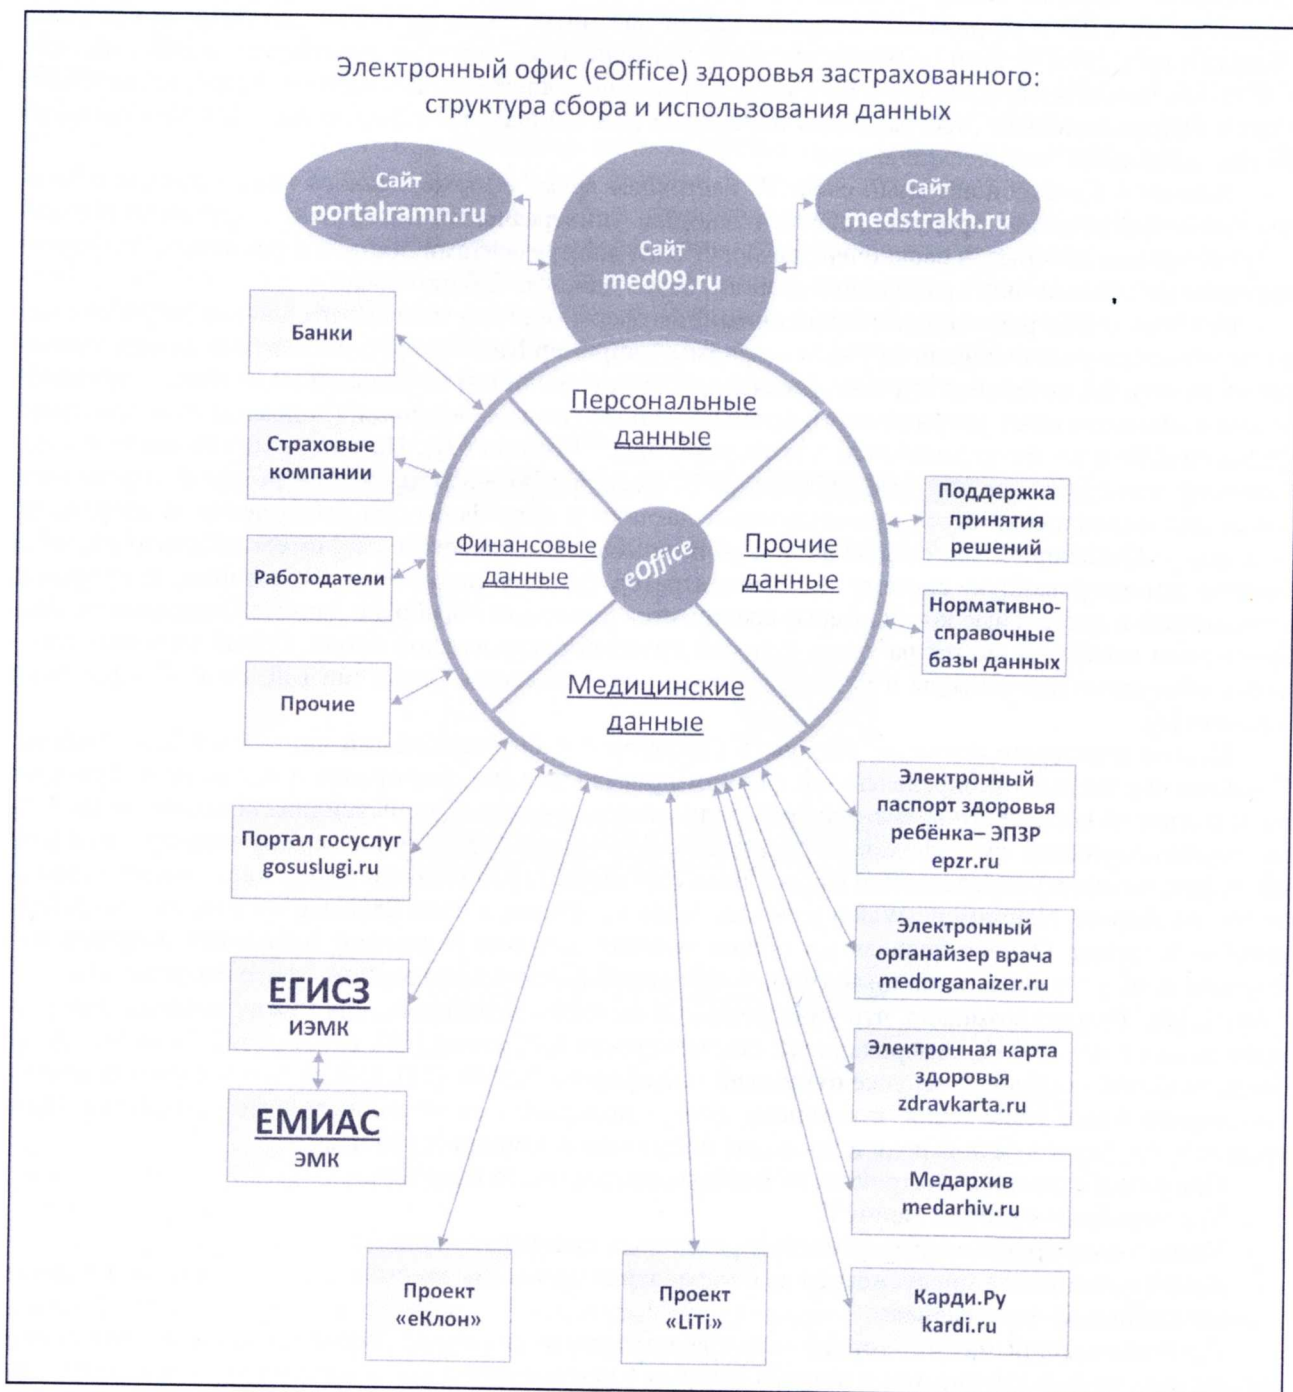 Электронный офис (eOffice) здоровья застрахованного:
структура сбора и использования данных
Сайт
portalramn.ru
Сайт
med09.ru
Сайт
medstrakh.ru
Банки
Страховые
компании
Работодатели
Прочие
Персональные
данные
Финансовые
данные
eOffice
Прочие
данные
Медицинские
данные
Поддержка
принятия
решений
Нормативно-
справочные
базы данных
Портал госуслуг
gosuslugi.ru
ЕГИСЗ
ИЭМК
ЕМИАС
ЭМК
Проект
«еКлон»
Проект
«LiTi»
Электронный
паспорт здоровья
ребёнка– ЭПЗР
epzr.ru
Электронный
органайзер врача
medorganaizer.ru
Электронная карта
здоровья
zdravkarta.ru
Медархив
medarhiv.ru
Карди.Ру
kardi.ru